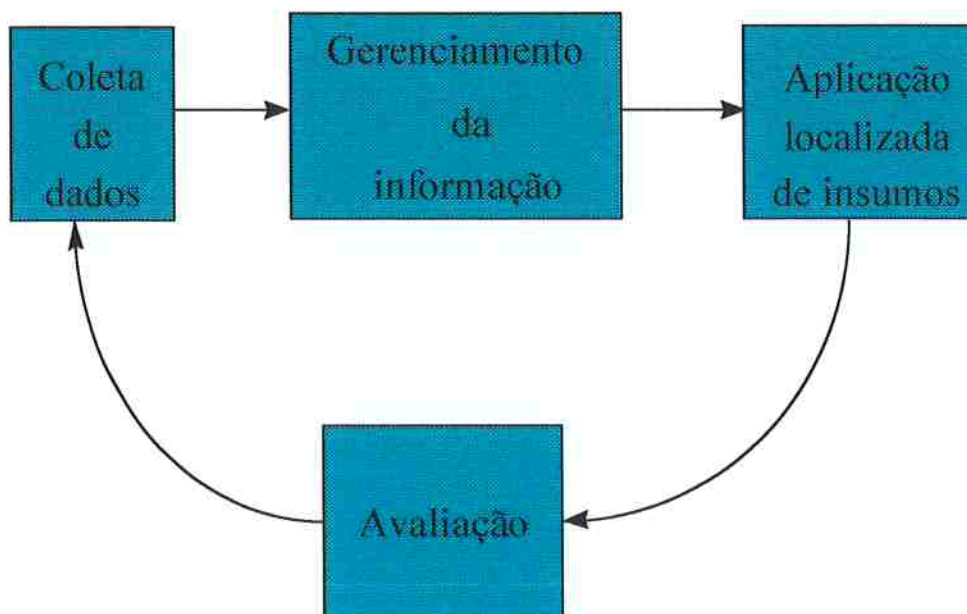 Coleta
de
dados
Gerenciamento
da
informação
Aplicação
localizada
de insumos
Avaliação